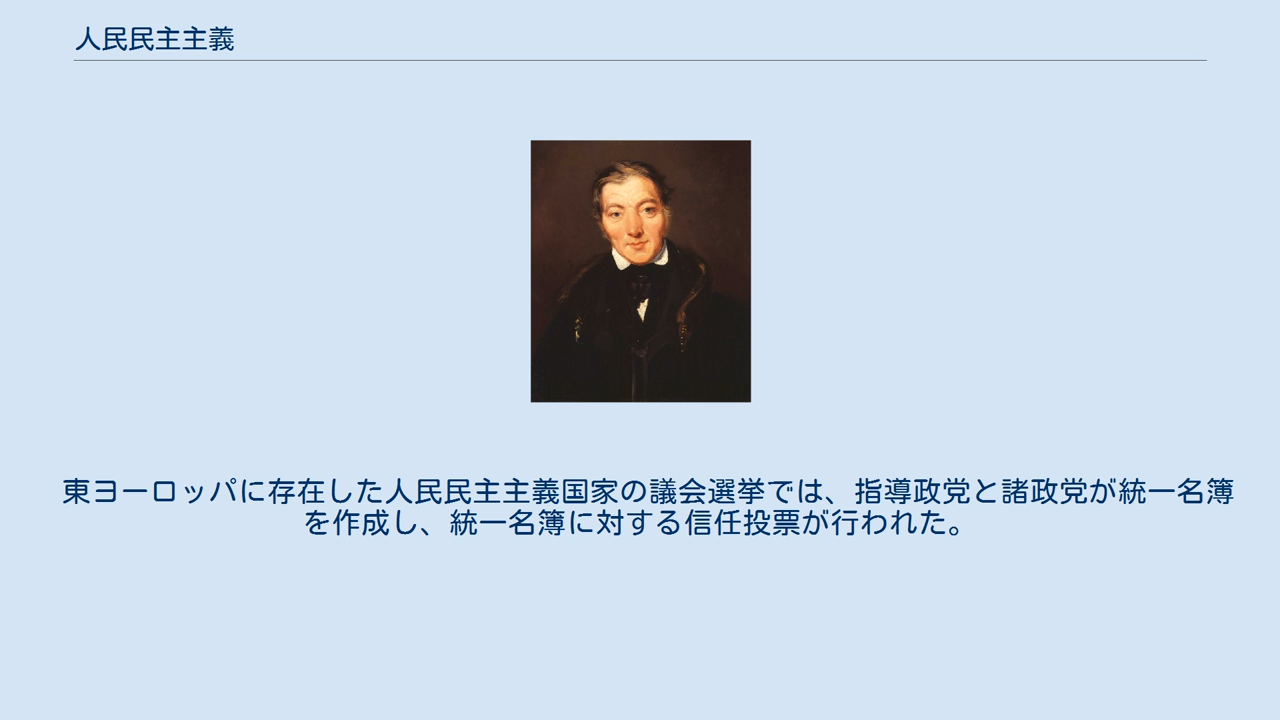 人民民主主義
東ヨーロッパに存在した人民民主主義国家の議会選挙では、指導政党と諸政党が統一名簿
を作成し、統一名簿に対する信任投票が行われた。